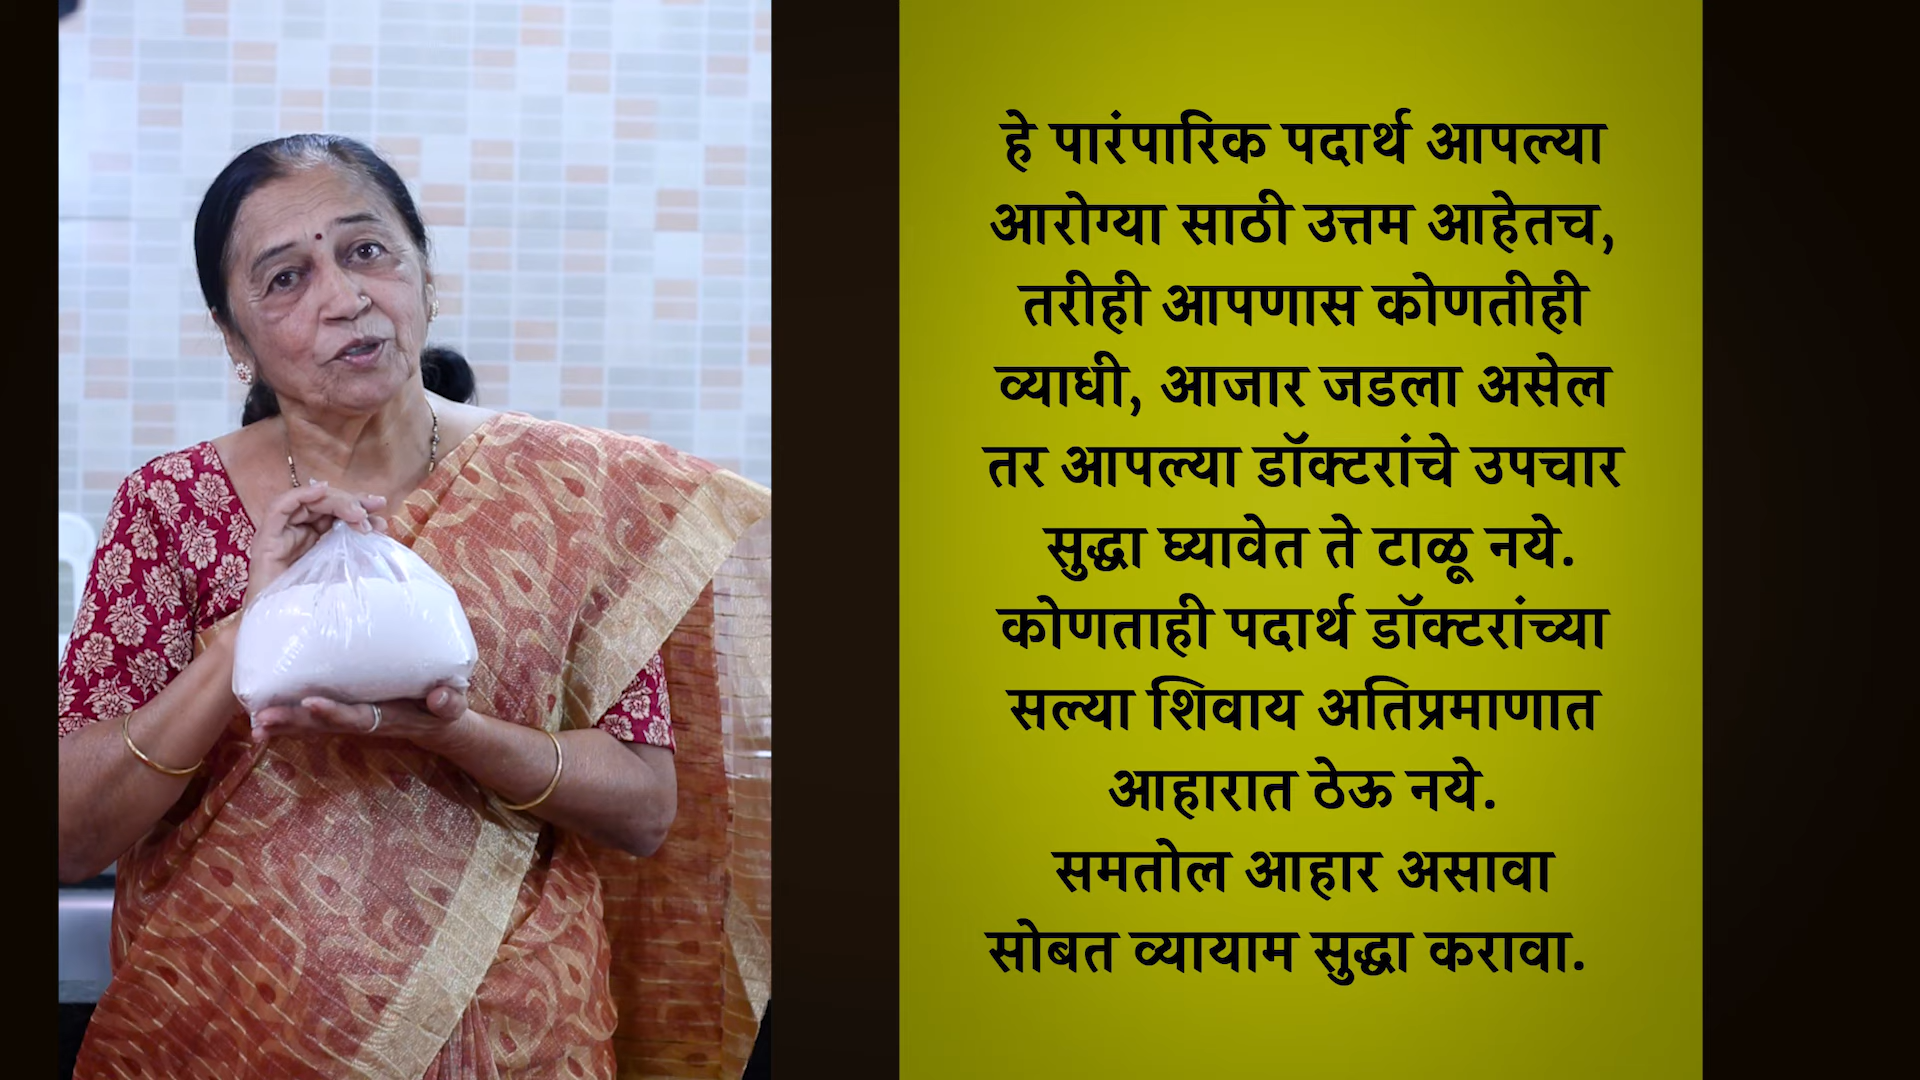 हे पारंपारिक पदार्थ आपल्या
आरोग्या साठी उत्तम आहेतच,
तरीही आपणास कोणतीही
व्याधी, आजार जडला असेल
तर आपल्या डॉक्टरांचे उपचार
सुद्धा घ्यावेत ते टाळू नये.
कोणताही पदार्थ डॉक्टरांच्या
सल्या शिवाय अतिप्रमाणात
आहारात ठेऊ नये.
समतोल आहार असावा
सोबत व्यायाम सुद्धा करावा.